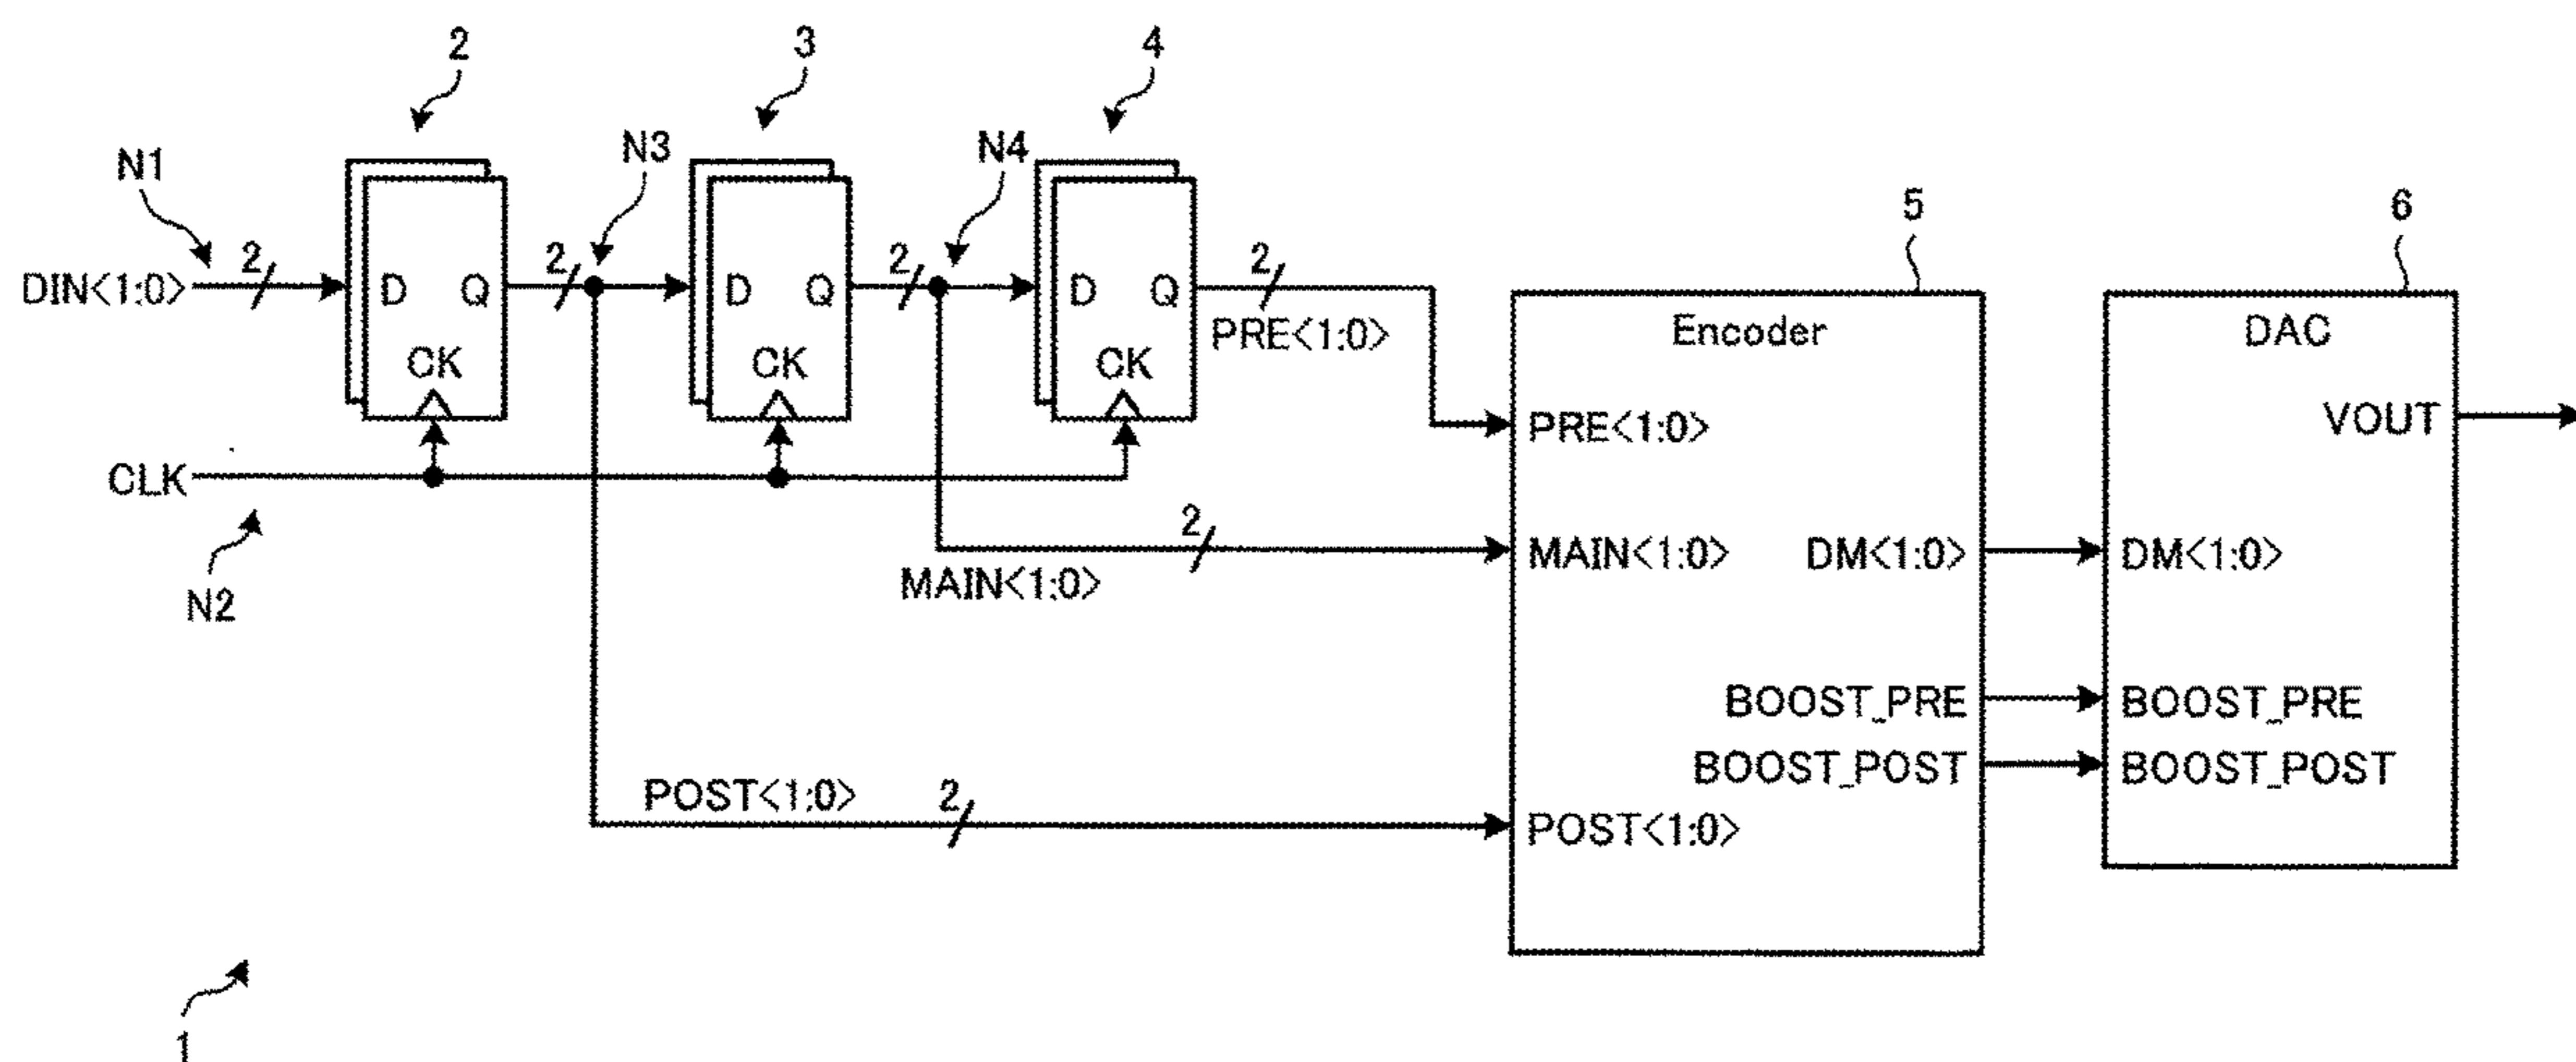 2
3
4
N1
N3
N4
5
6
DIN<1:0>
2
D
Q
CK
2
D
Q
CK
2
D
Q
CK
2
PRE<1:0>
CLK
N2
Encoder
PRE<1:0>
MAIN<1:0>
2
MAIN<1:0>
DM<1:0>
BOOST_PRE
BOOST_POST
POST<1:0>
2
POST<1:0>
DAC
VOUT
DM<1:0>
BOOST_PRE
BOOST_POST
1